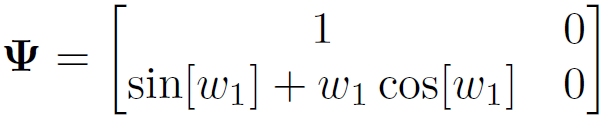 Ψ = [ 1 0
sin[w₁] + w₁ cos[w₁] 0 ]